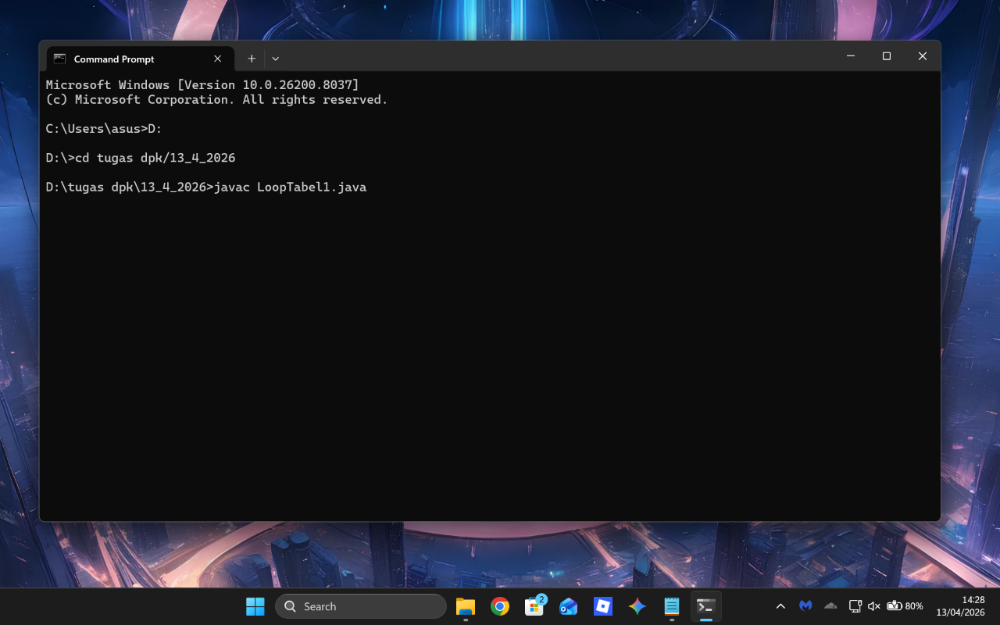 Command Prompt
Microsoft Windows [Version 10.0.26200.8037]
(c) Microsoft Corporation. All rights reserved.
C:\Users\asus>D:
D:\>cd tugas dpk/13_4_2026
D:\tugas dpk\13_4_2026>javac LoopTabel1.java
Search
2
80%
14:28
13/04/2026